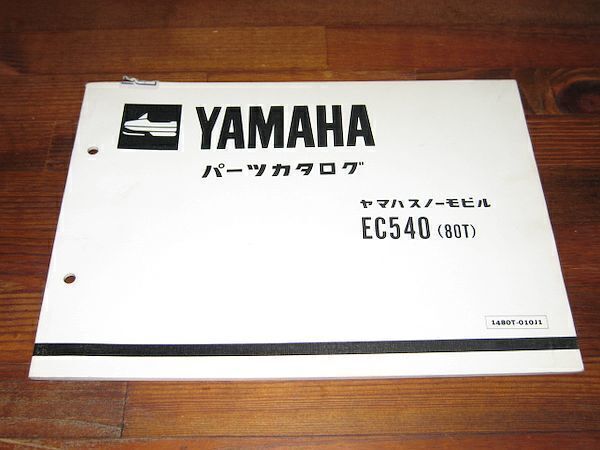 YAMAHA
パーツカタログ
ヤマハスノーモビル
EC540 (80T)
1480T-010J1